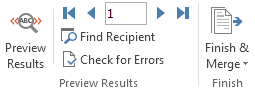 ABC
1
Preview
Results
Find Recipient
Check for Errors
Preview Results
Finish &
Merge
Finish